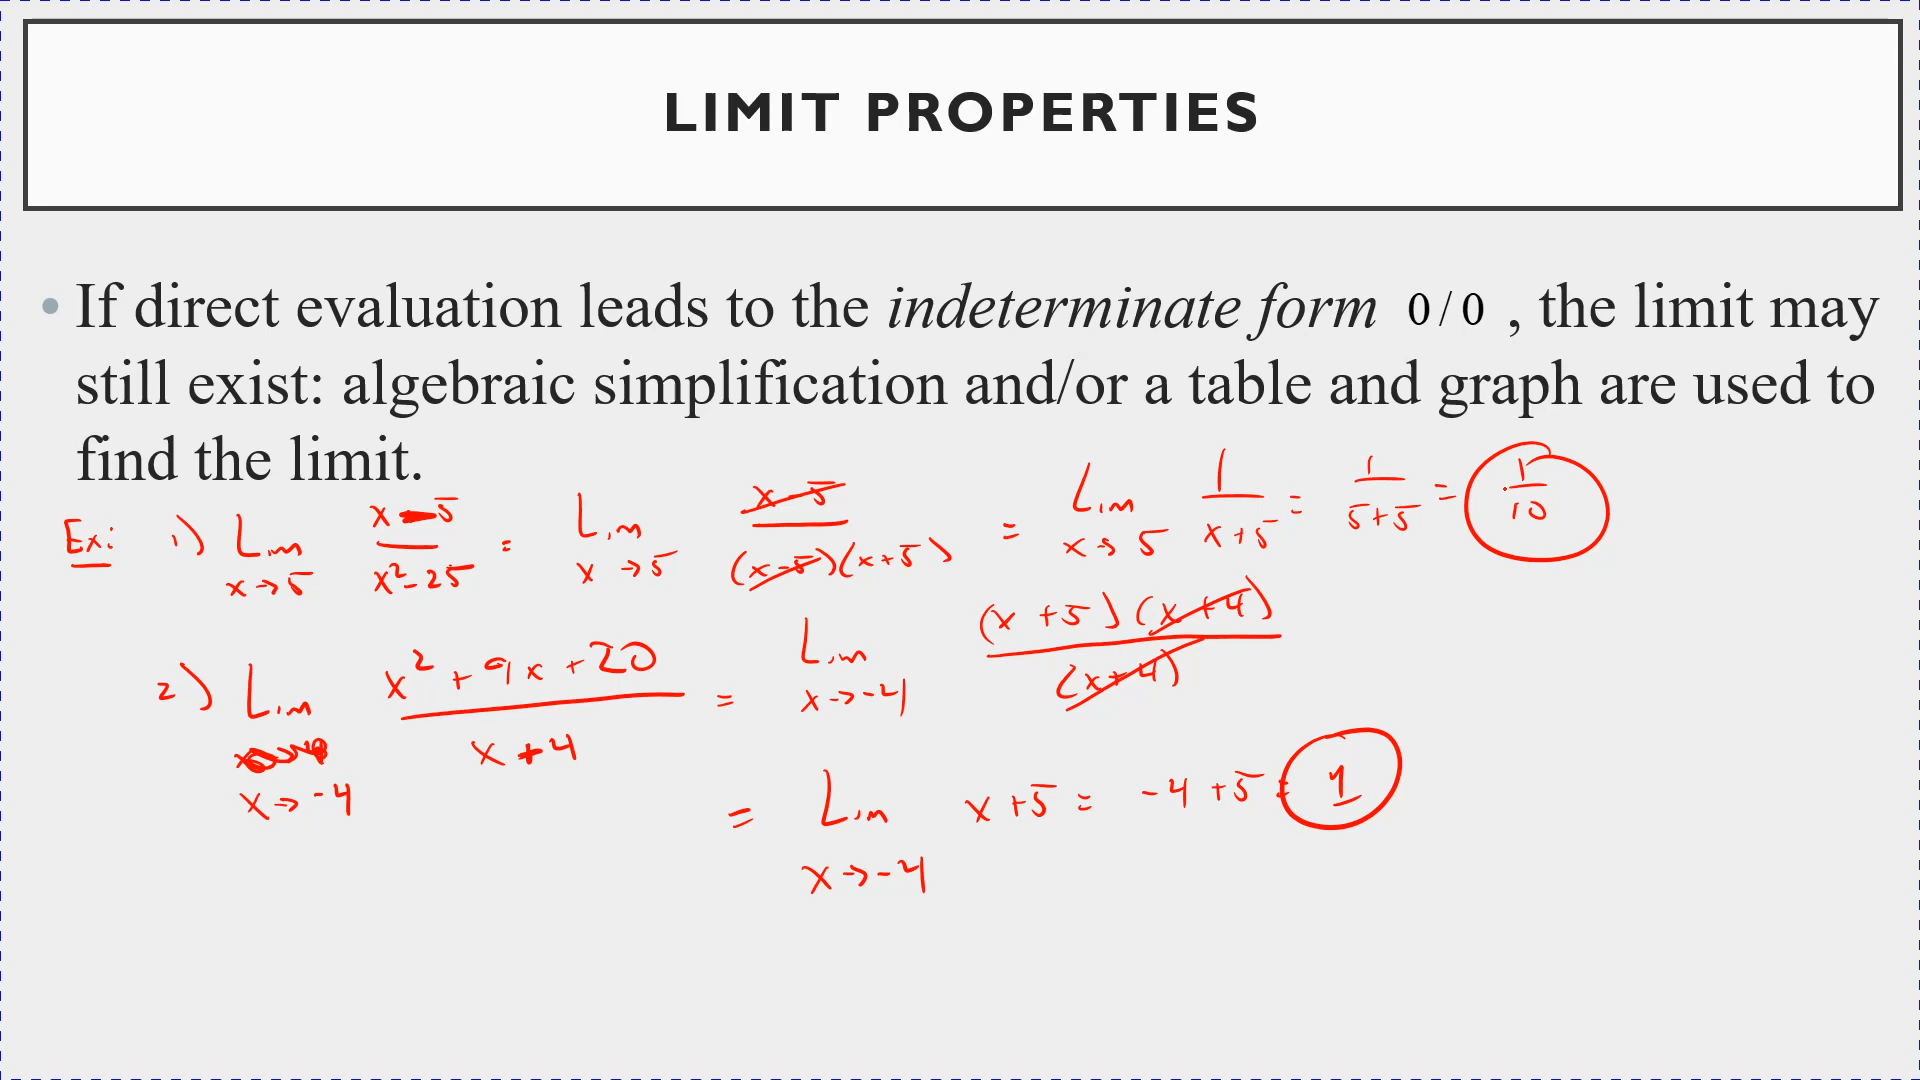 LIMIT PROPERTIES
• If direct evaluation leads to the indeterminate form 0/0 , the limit may
still exist: algebraic simplification and/or a table and graph are used to
find the limit.
Ex: 1) Lim x→5 (x-5)/(x²-25) = Lim x→5 (x-5)/((x-5)(x+5)) = Lim x→5 1/(x+5) = 1/(5+5) = 1/10
2) Lim x→-4 (x²+9x+20)/(x+4) = Lim x→-4 ((x+5)(x+4))/((x+4))
= Lim x→-4 x+5 = -4+5 = 1